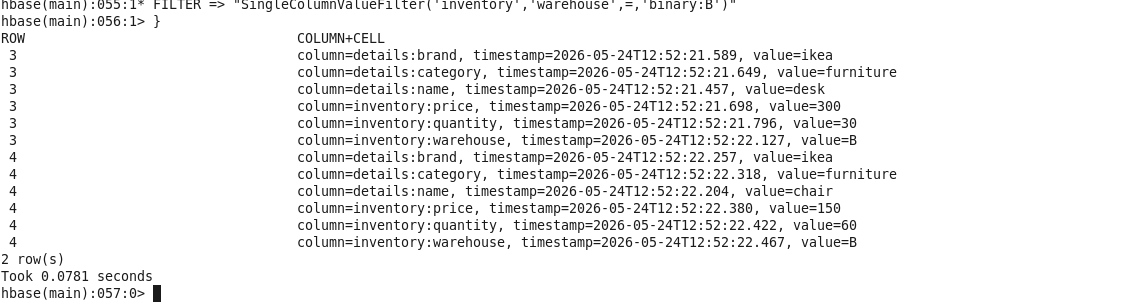 hbase(main):055:1* FILTER => "SingleColumnValueFilter('inventory','warehouse',=,'binary:B')"
hbase(main):056:1> }
ROW COLUMN+CELL
3 column=details:brand, timestamp=2026-05-24T12:52:21.589, value=ikea
3 column=details:category, timestamp=2026-05-24T12:52:21.649, value=furniture
3 column=details:name, timestamp=2026-05-24T12:52:21.457, value=desk
3 column=inventory:price, timestamp=2026-05-24T12:52:21.698, value=300
3 column=inventory:quantity, timestamp=2026-05-24T12:52:21.796, value=30
3 column=inventory:warehouse, timestamp=2026-05-24T12:52:22.127, value=B
4 column=details:brand, timestamp=2026-05-24T12:52:22.257, value=ikea
4 column=details:category, timestamp=2026-05-24T12:52:22.318, value=furniture
4 column=details:name, timestamp=2026-05-24T12:52:22.204, value=chair
4 column=inventory:price, timestamp=2026-05-24T12:52:22.380, value=150
4 column=inventory:quantity, timestamp=2026-05-24T12:52:22.422, value=60
4 column=inventory:warehouse, timestamp=2026-05-24T12:52:22.467, value=B
2 row(s)
Took 0.0781 seconds
hbase(main):057:0>